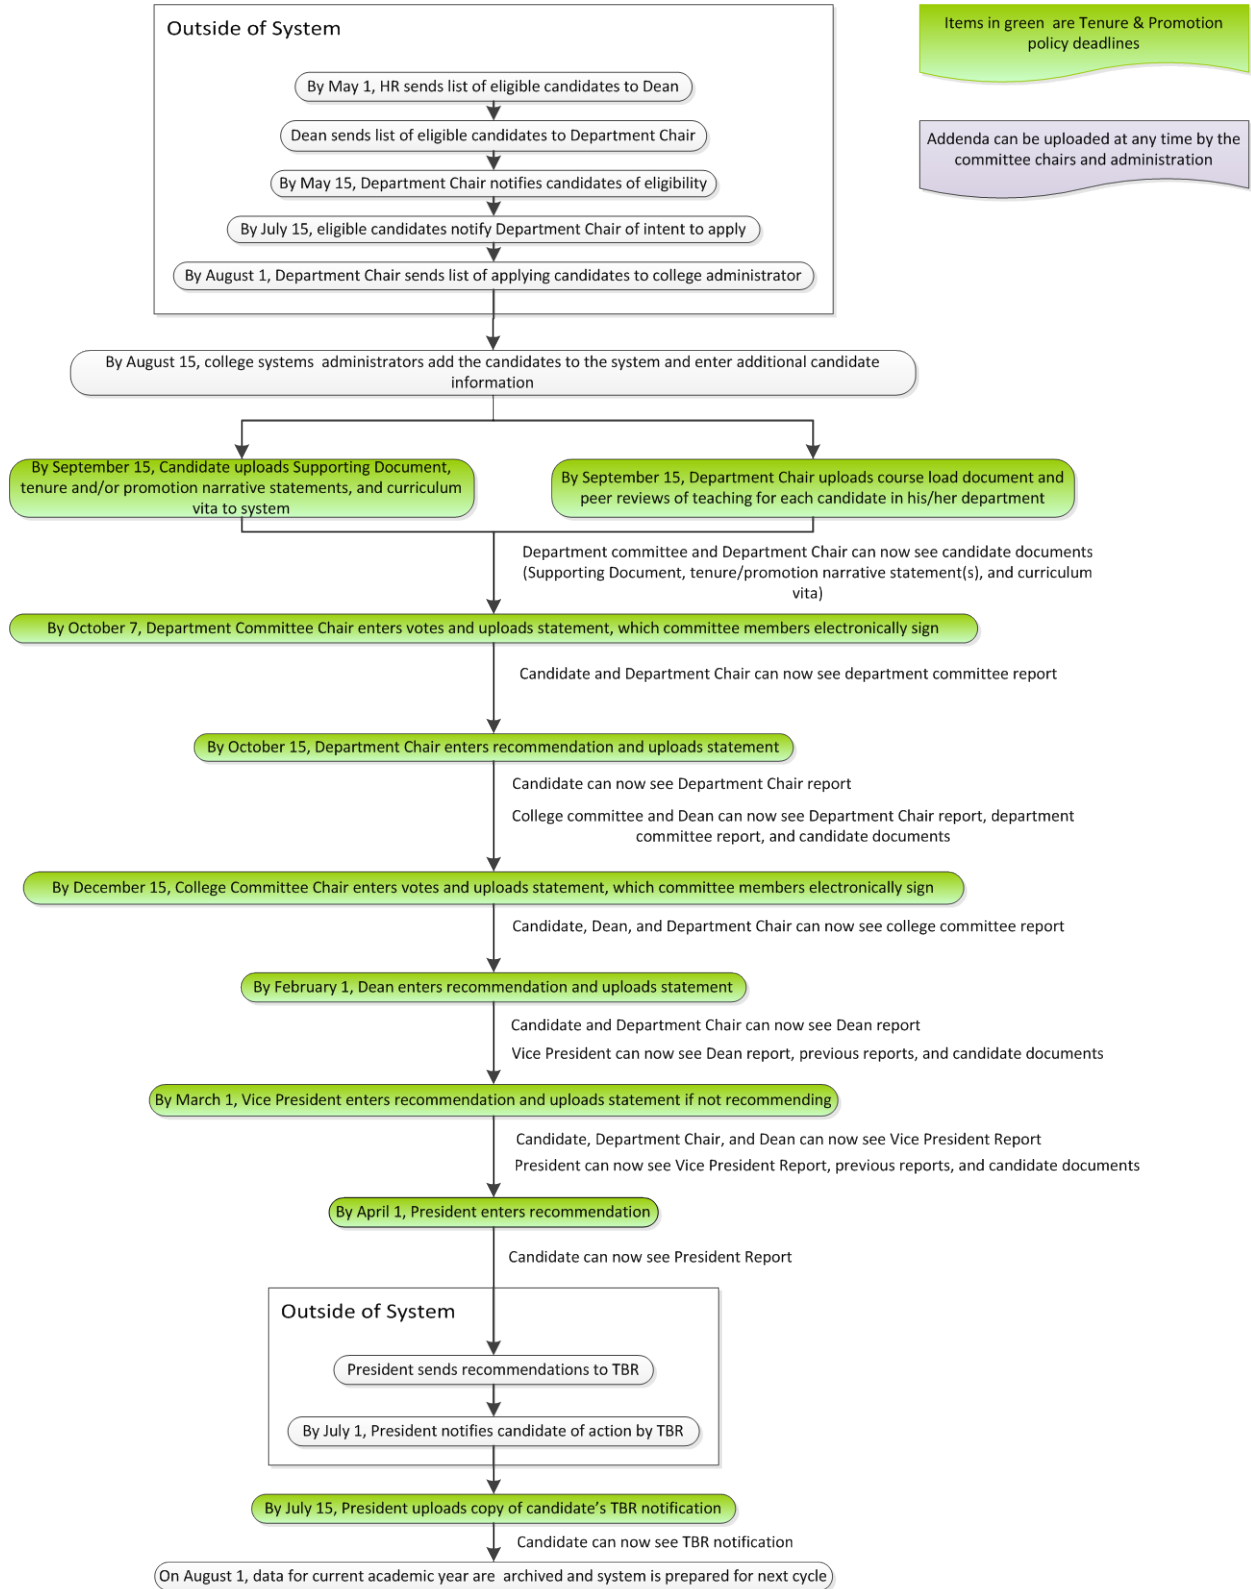 Outside of System
Items in green are Tenure & Promotion
policy deadlines
By May 1, HR sends list of eligible candidates to Dean
Dean sends list of eligible candidates to Department Chair
Addenda can be uploaded at any time by the
committee chairs and administration
By May 15, Department Chair notifies candidates of eligibility
By July 15, eligible candidates notify Department Chair of intent to apply
By August 1, Department Chair sends list of applying candidates to college administrator
By August 15, college systems administrators add the candidates to the system and enter additional candidate
information
By September 15, Candidate uploads Supporting Document,
tenure and/or promotion narrative statements, and curriculum
vita to system
By September 15, Department Chair uploads course load document and
peer reviews of teaching for each candidate in his/her department
Department committee and Department Chair can now see candidate documents
(Supporting Document, tenure/promotion narrative statement(s), and curriculum
vita)
By October 7, Department Committee Chair enters votes and uploads statement, which committee members electronically sign
Candidate and Department Chair can now see department committee report
By October 15, Department Chair enters recommendation and uploads statement
Candidate can now see Department Chair report
College committee and Dean can now see Department Chair report, department
committee report, and candidate documents
By December 15, College Committee Chair enters votes and uploads statement, which committee members electronically sign
Candidate, Dean, and Department Chair can now see college committee report
By February 1, Dean enters recommendation and uploads statement
Candidate and Department Chair can now see Dean report
Vice President can now see Dean report, previous reports, and candidate documents
By March 1, Vice President enters recommendation and uploads statement if not recommending
Candidate, Department Chair, and Dean can now see Vice President Report
President can now see Vice President Report, previous reports, and candidate documents
By April 1, President enters recommendation
Candidate can now see President Report
Outside of System
President sends recommendations to TBR
By July 1, President notifies candidate of action by TBR
By July 15, President uploads copy of candidate's TBR notification
Candidate can now see TBR notification
On August 1, data for current academic year are archived and system is prepared for next cycle